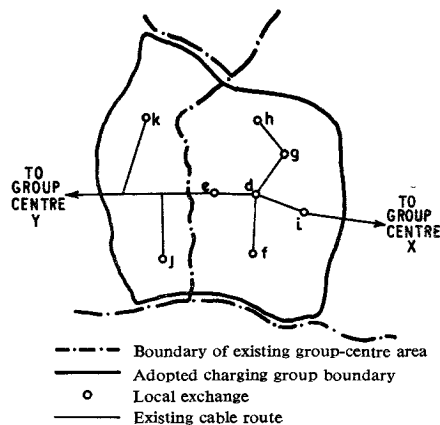 h
k
g
TO
GROUP
CENTRE
Y
e
d
i
TO
GROUP
CENTRE
X
j
f
Boundary of existing group-centre area
Adopted charging group boundary
Local exchange
Existing cable route